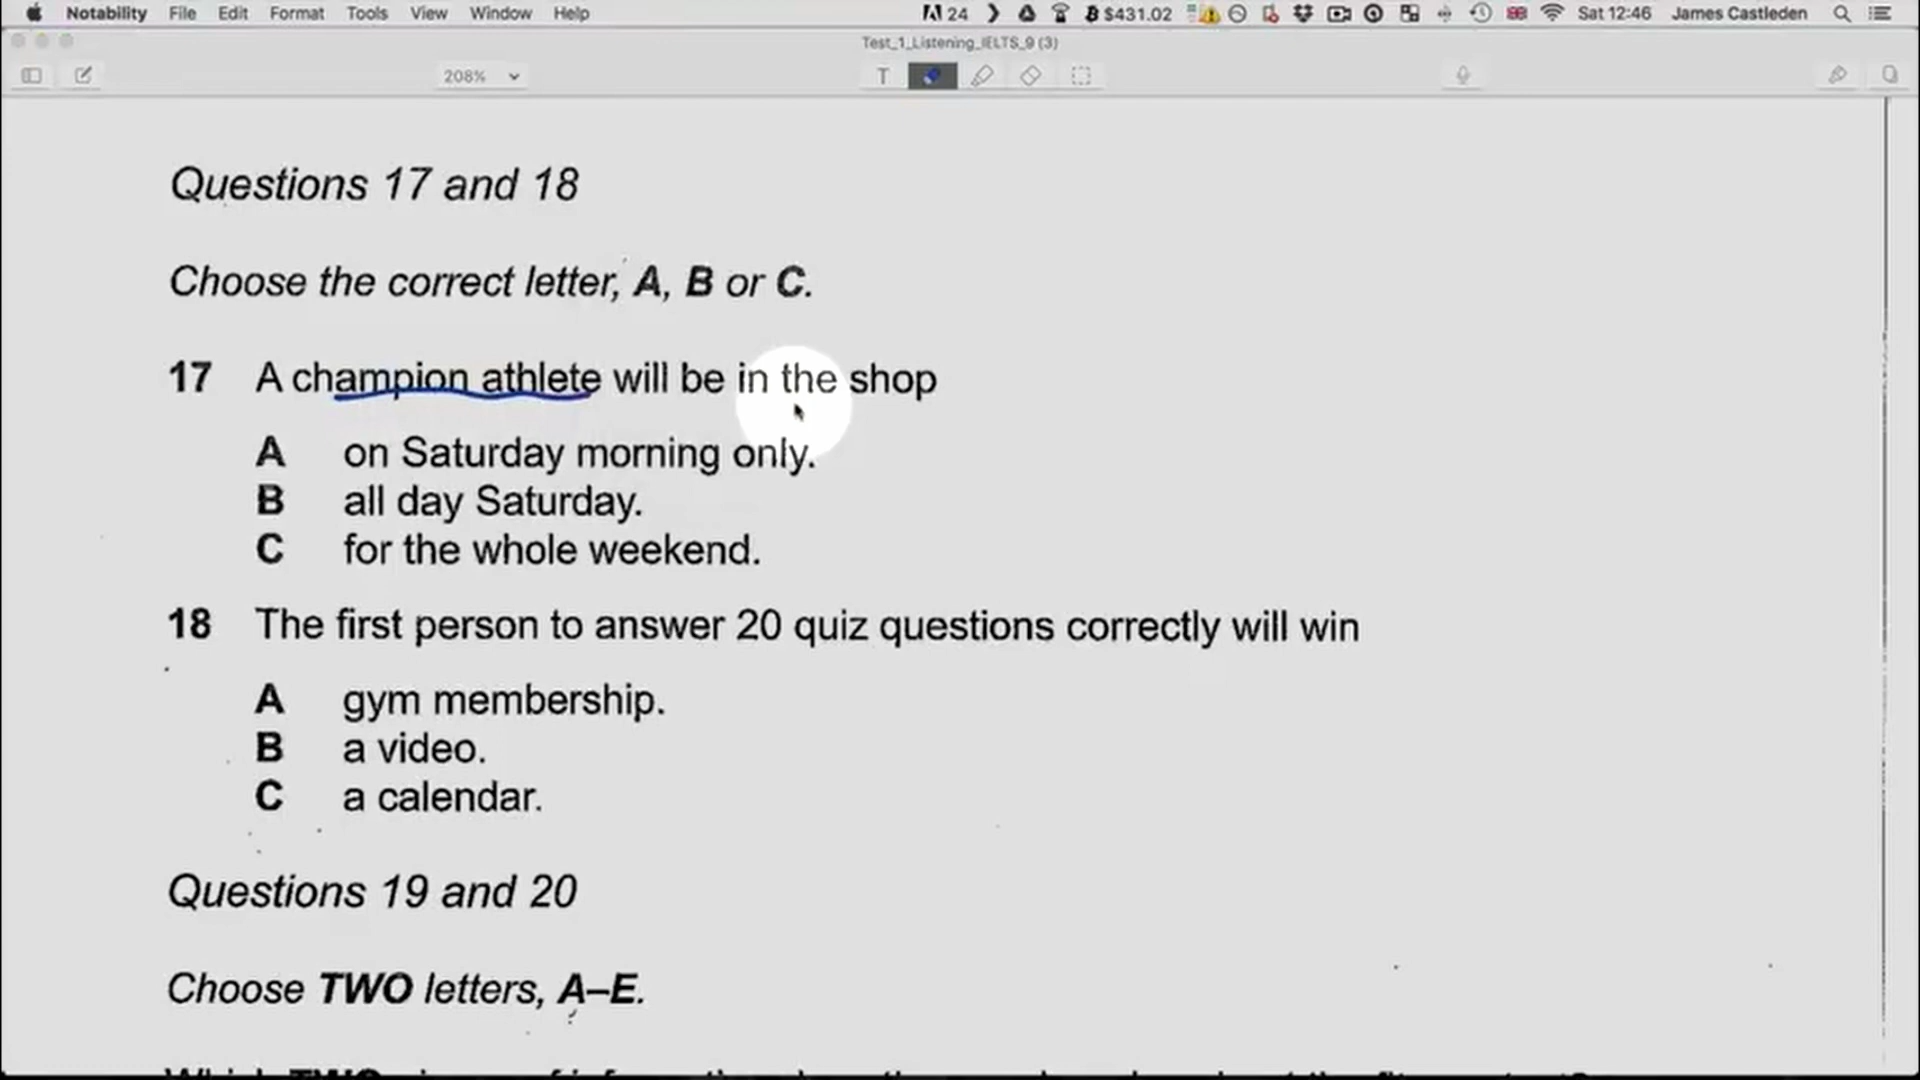 Notability File Edit Format Tools View Window Help 24 $431.02 Sat 12:46 James Castleden
Test_1_Listening_IELTS_9 (3)
208% T
Questions 17 and 18
Choose the correct letter, A, B or C.
17 A champion athlete will be in the shop
A on Saturday morning only.
B all day Saturday.
C for the whole weekend.
18 The first person to answer 20 quiz questions correctly will win
A gym membership.
B a video.
C a calendar.
Questions 19 and 20
Choose TWO letters, A–E.